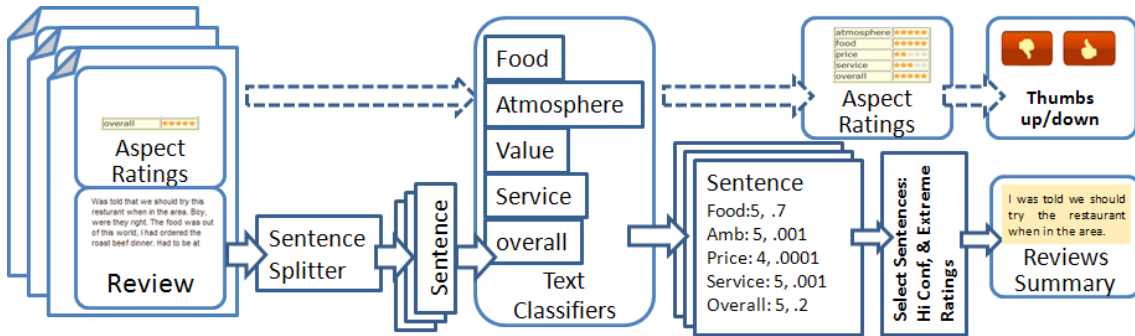 overall
Aspect
Ratings
Was told that we should try this
resturant when in the area. Boy,
were they right. The food was out
of this world, I had ordered the
roast beef dinner. Had to be at
Review
Sentence
Splitter
Sentence
Food
Atmosphere
Value
Service
overall
Text
Classifiers
atmosphere
food
price
service
overall
Aspect
Ratings
Thumbs
up/down
Sentence
Food:5, .7
Amb: 5, .001
Price: 4, .0001
Service: 5, .001
Overall: 5, .2
Select Sentences:
Hi Conf, & Extreme
Ratings
I was told we should
try the restaurant
when in the area.
Reviews
Summary